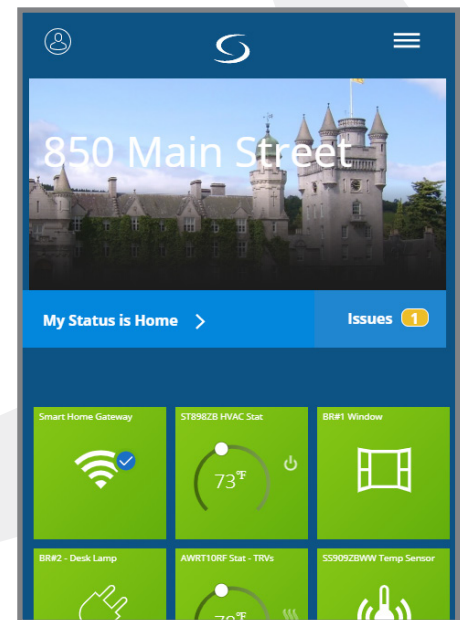 850 Main Street
My Status is Home
Issues 1
Smart Home Gateway
ST898ZB HVAC Stat
BR#1 Window
73°F
BR#2 - Desk Lamp
AWRT10RF Stat - TRVs
SS909ZBWW Temp Sensor